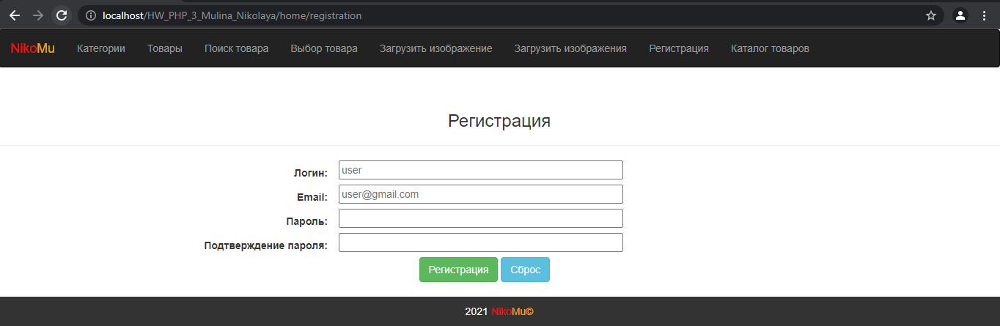 localhost/HW_PHP_3_Mulina_Nikolaya/home/registration
NikoMu Категории Товары Поиск товара Выбор товара Загрузить изображение Загрузить изображения Регистрация Каталог товаров
Регистрация
Логин: user
Email: user@gmail.com
Пароль:
Подтверждение пароля:
Регистрация Сброс
2021 NikoMu©